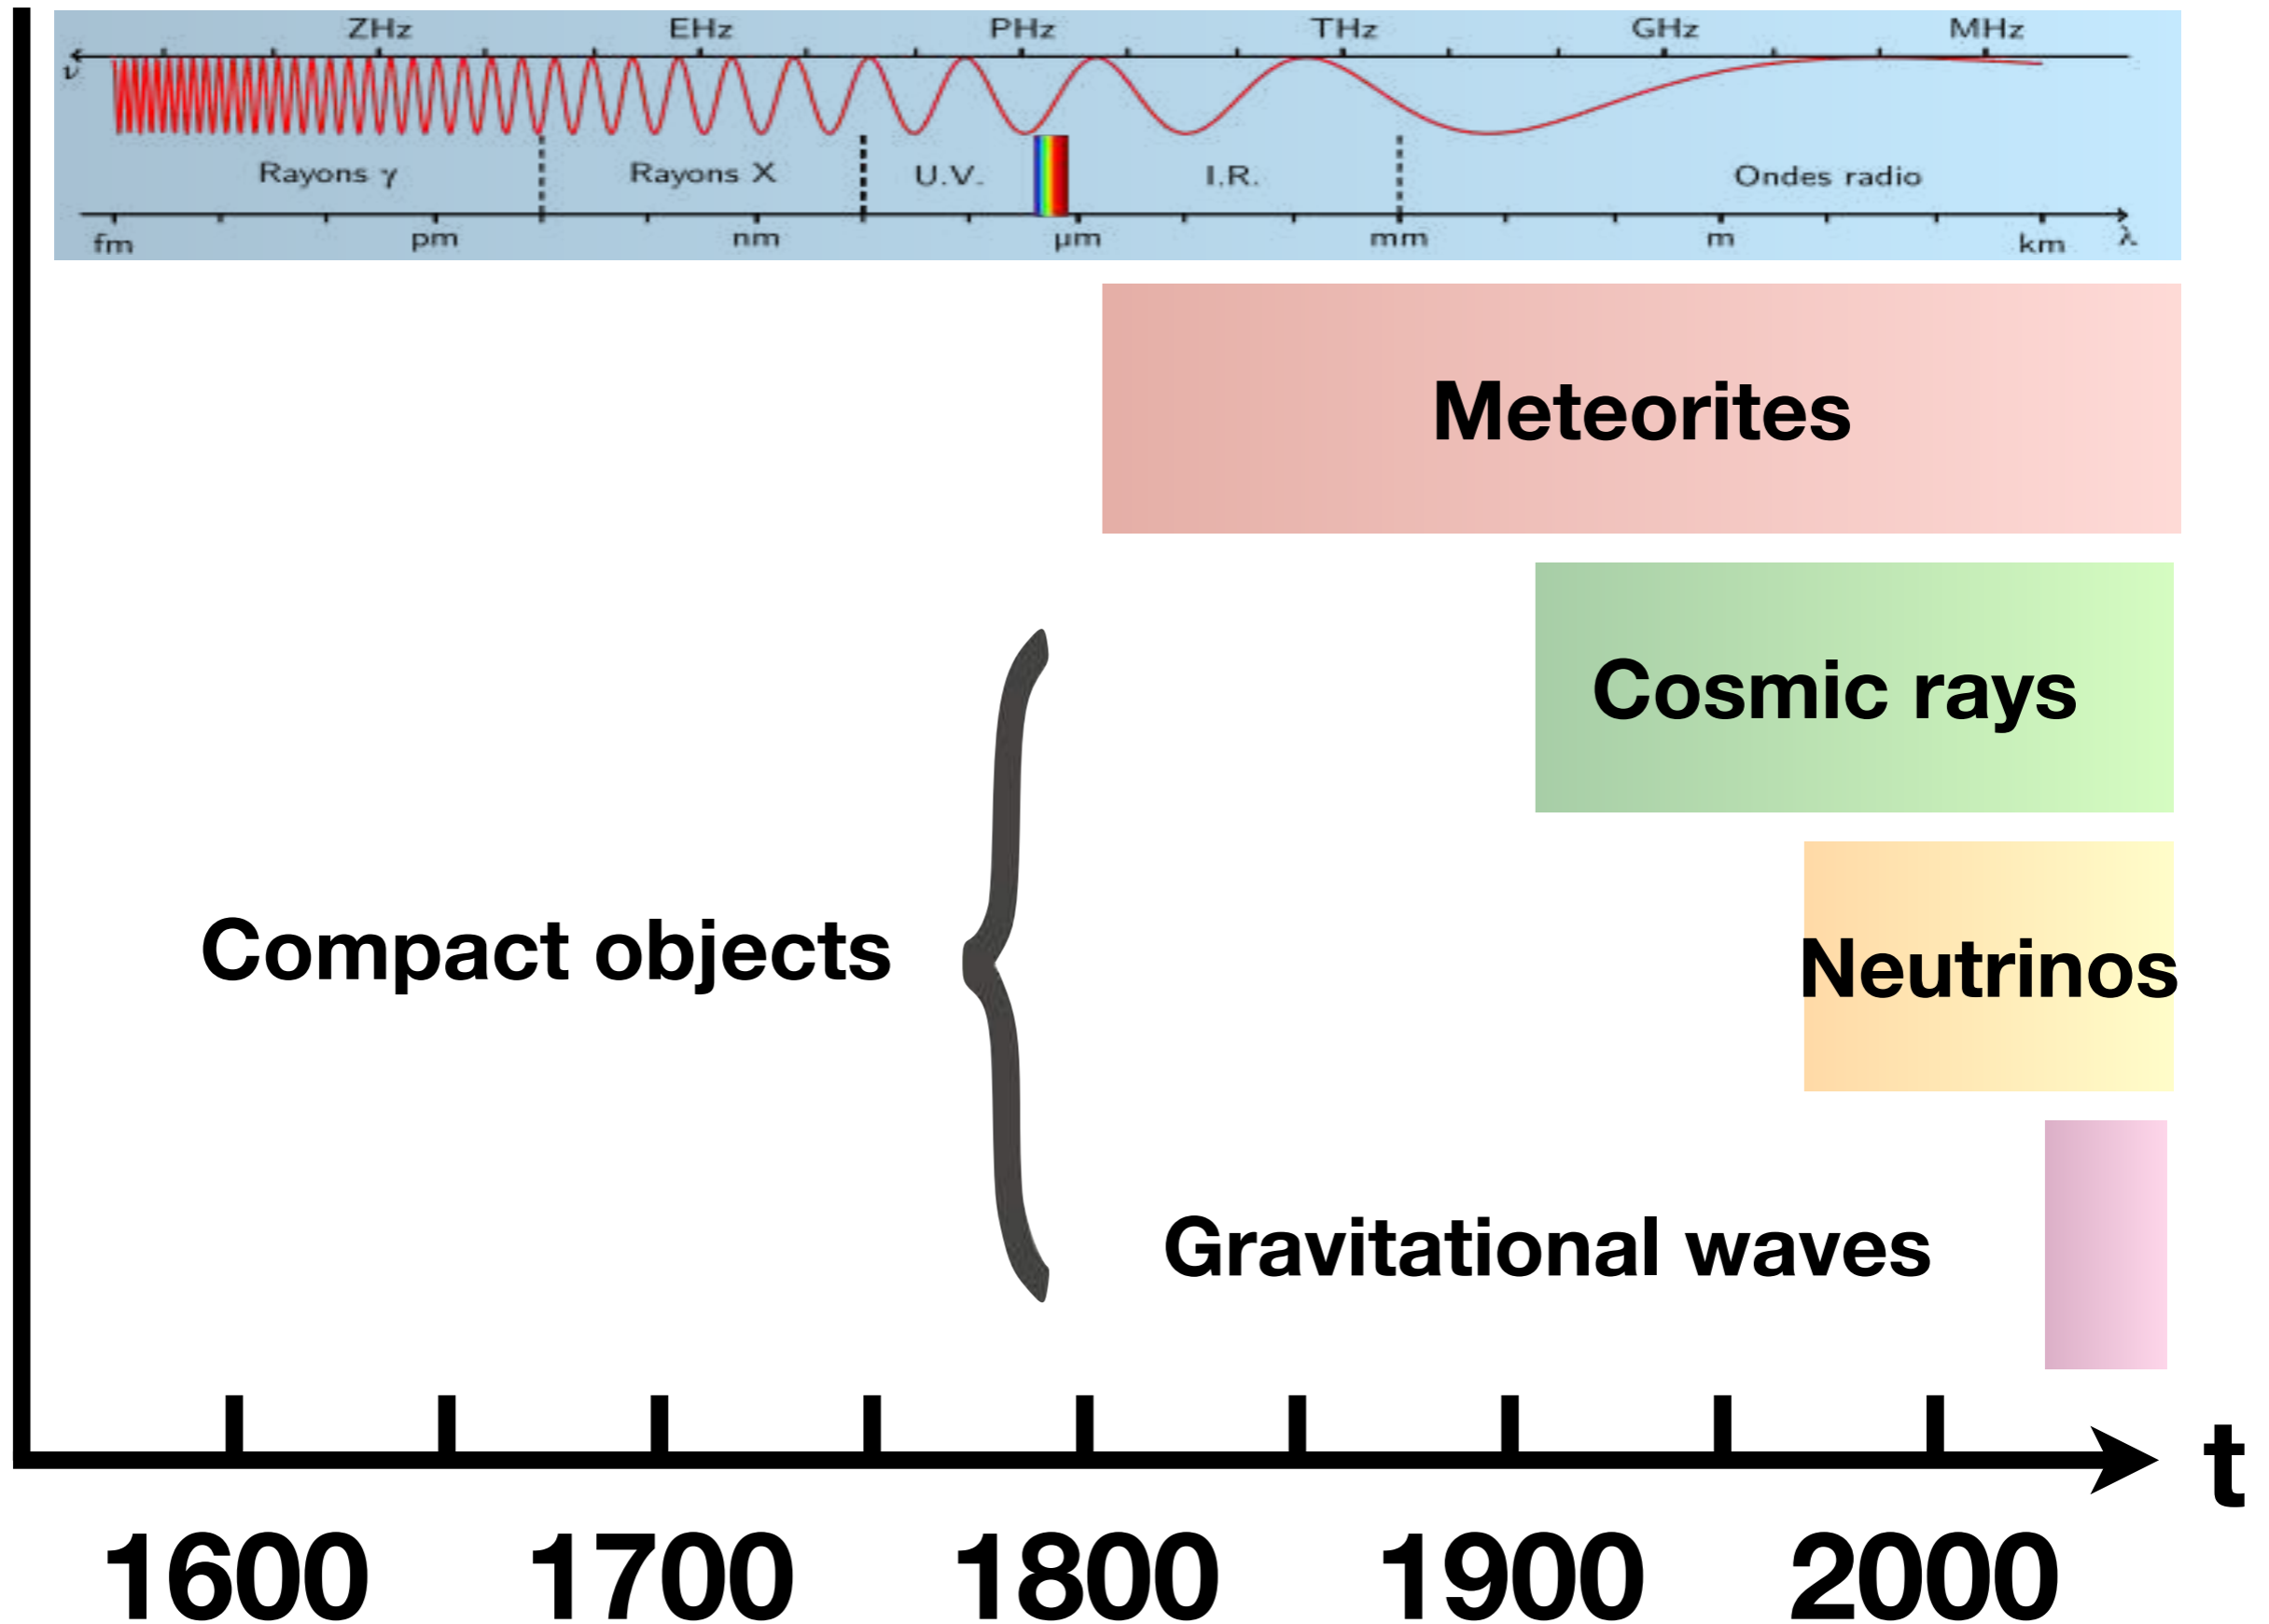 ZHz EHz PHz THz GHz MHz
ν
Rayons γ Rayons X U.V. I.R. Ondes radio
fm pm nm µm mm m km λ
Meteorites
Cosmic rays
Compact objects
Neutrinos
Gravitational waves
t
1600 1700 1800 1900 2000